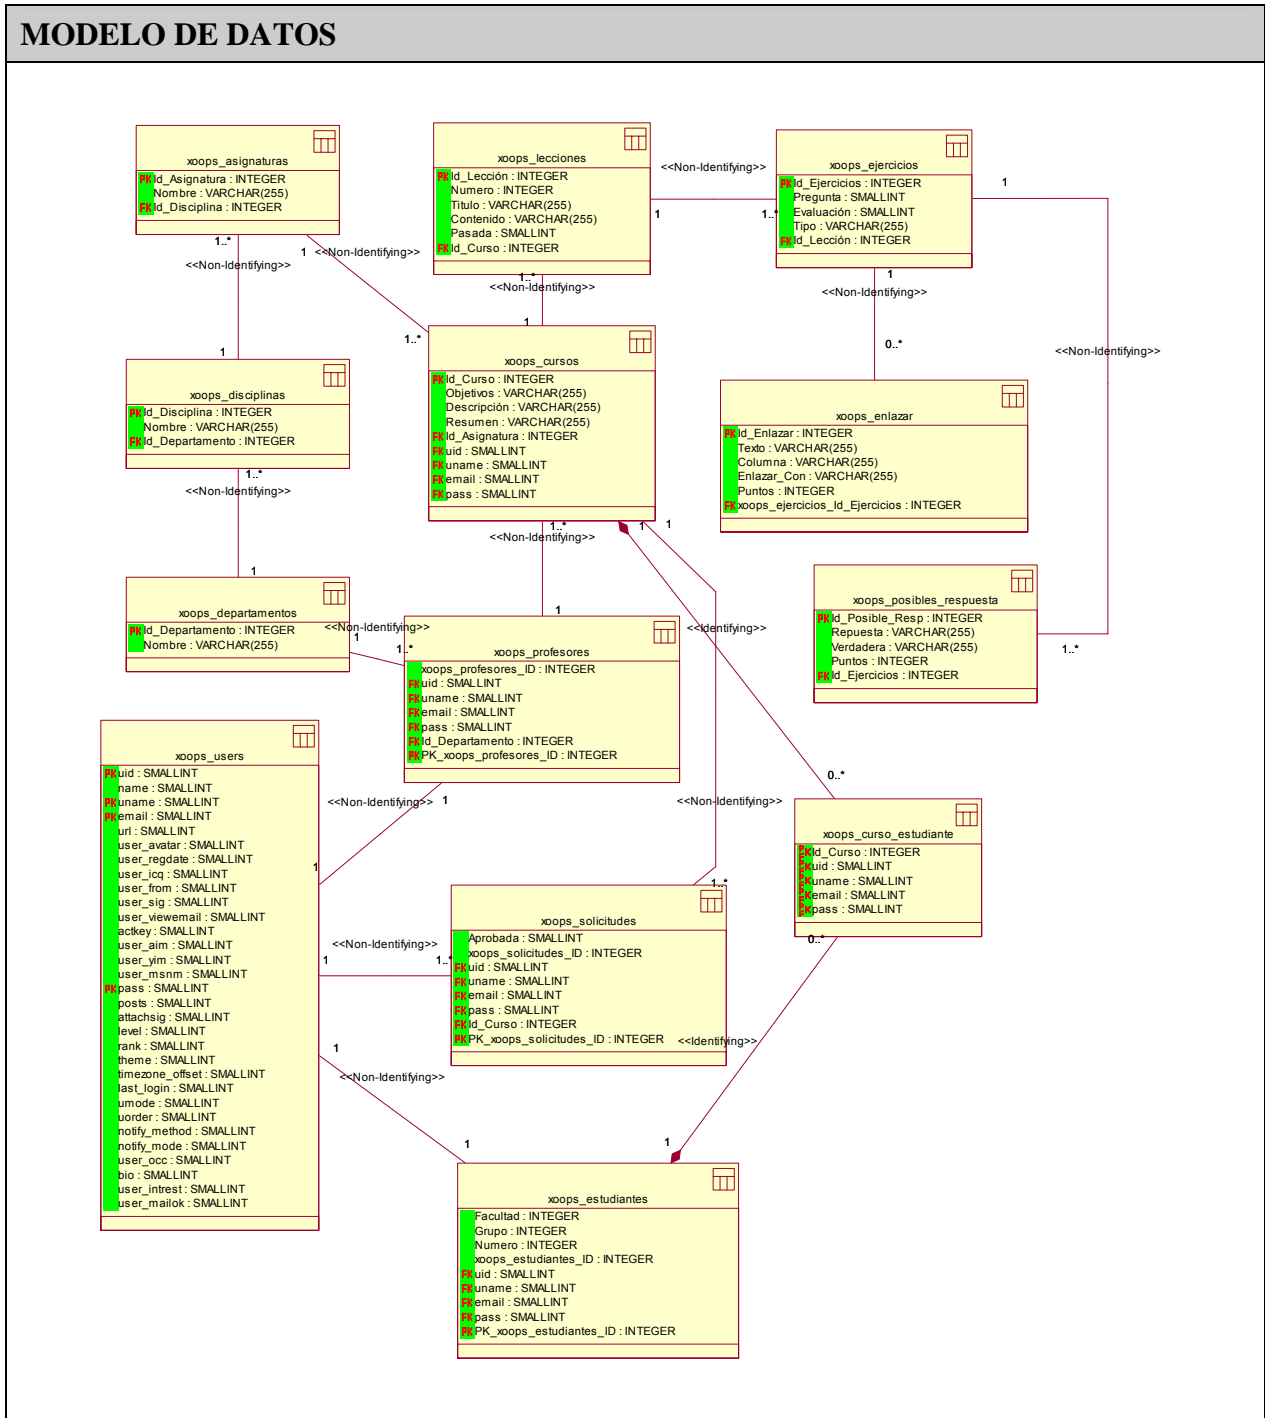 MODELO DE DATOS
xoops_asignaturas
PK Id_Asignatura : INTEGER
Nombre : VARCHAR(255)
FK Id_Disciplina : INTEGER
xoops_lecciones
PK Id_Lección : INTEGER
Numero : INTEGER
Titulo : VARCHAR(255)
Contenido : VARCHAR(255)
Pasada : SMALLINT
FK Id_Curso : INTEGER
<<Non-Identifying>>
1
1..*
xoops_ejercicios
PK Id_Ejercicios : INTEGER
Pregunta : SMALLINT
Evaluación : SMALLINT
Tipo : VARCHAR(255)
FK Id_Lección : INTEGER
1
1..*
<<Non-Identifying>>
1
<<Non-Identifying>>
1..*
1..*
<<Non-Identifying>>
1
1
<<Non-Identifying>>
0..*
<<Non-Identifying>>
1
xoops_disciplinas
PK Id_Disciplina : INTEGER
Nombre : VARCHAR(255)
FK Id_Departamento : INTEGER
xoops_cursos
PK Id_Curso : INTEGER
Objetivos : VARCHAR(255)
Descripción : VARCHAR(255)
Resumen : VARCHAR(255)
FK Id_Asignatura : INTEGER
FK uid : SMALLINT
FK uname : SMALLINT
FK email : SMALLINT
FK pass : SMALLINT
xoops_enlazar
PK Id_Enlazar : INTEGER
Texto : VARCHAR(255)
Columna : VARCHAR(255)
Enlazar_Con : VARCHAR(255)
Puntos : INTEGER
FK xoops_ejercicios_Id_Ejercicios : INTEGER
1..*
<<Non-Identifying>>
1
1..*
<<Non-Identifying>>
1
1
1
xoops_departamentos
PK Id_Departamento : INTEGER
Nombre : VARCHAR(255)
<<Non-Identifying>>
1
1..*
xoops_profesores
xoops_profesores_ID : INTEGER
FK uid : SMALLINT
FK uname : SMALLINT
FK email : SMALLINT
FK pass : SMALLINT
FK Id_Departamento : INTEGER
PK PK_xoops_profesores_ID : INTEGER
<<Identifying>>
xoops_posibles_respuesta
PK Id_Posible_Resp : INTEGER
Repuesta : VARCHAR(255)
Verdadera : VARCHAR(255)
Puntos : INTEGER
FK Id_Ejercicios : INTEGER
1..*
xoops_users
PK uid : SMALLINT
name : SMALLINT
PK uname : SMALLINT
PK email : SMALLINT
url : SMALLINT
user_avatar : SMALLINT
user_regdate : SMALLINT
user_icq : SMALLINT
user_from : SMALLINT
user_sig : SMALLINT
user_viewemail : SMALLINT
actkey : SMALLINT
user_aim : SMALLINT
user_yim : SMALLINT
user_msnm : SMALLINT
PK pass : SMALLINT
posts : SMALLINT
attachsig : SMALLINT
level : SMALLINT
rank : SMALLINT
theme : SMALLINT
timezone_offset : SMALLINT
last_login : SMALLINT
umode : SMALLINT
uorder : SMALLINT
notify_method : SMALLINT
notify_mode : SMALLINT
user_occ : SMALLINT
bio : SMALLINT
user_intrest : SMALLINT
user_mailok : SMALLINT
<<Non-Identifying>>
1
1
<<Non-Identifying>>
1..*
0..*
xoops_curso_estudiante
Id_Curso : INTEGER
uid : SMALLINT
uname : SMALLINT
email : SMALLINT
pass : SMALLINT
0..*
<<Non-Identifying>>
1
1..*
xoops_solicitudes
Aprobada : SMALLINT
xoops_solicitudes_ID : INTEGER
FK uid : SMALLINT
FK uname : SMALLINT
FK email : SMALLINT
FK pass : SMALLINT
FK Id_Curso : INTEGER
PK PK_xoops_solicitudes_ID : INTEGER
<<Identifying>>
1
<<Non-Identifying>>
1
1
xoops_estudiantes
Facultad : INTEGER
Grupo : INTEGER
Numero : INTEGER
xoops_estudiantes_ID : INTEGER
FK uid : SMALLINT
FK uname : SMALLINT
FK email : SMALLINT
FK pass : SMALLINT
PK PK_xoops_estudiantes_ID : INTEGER